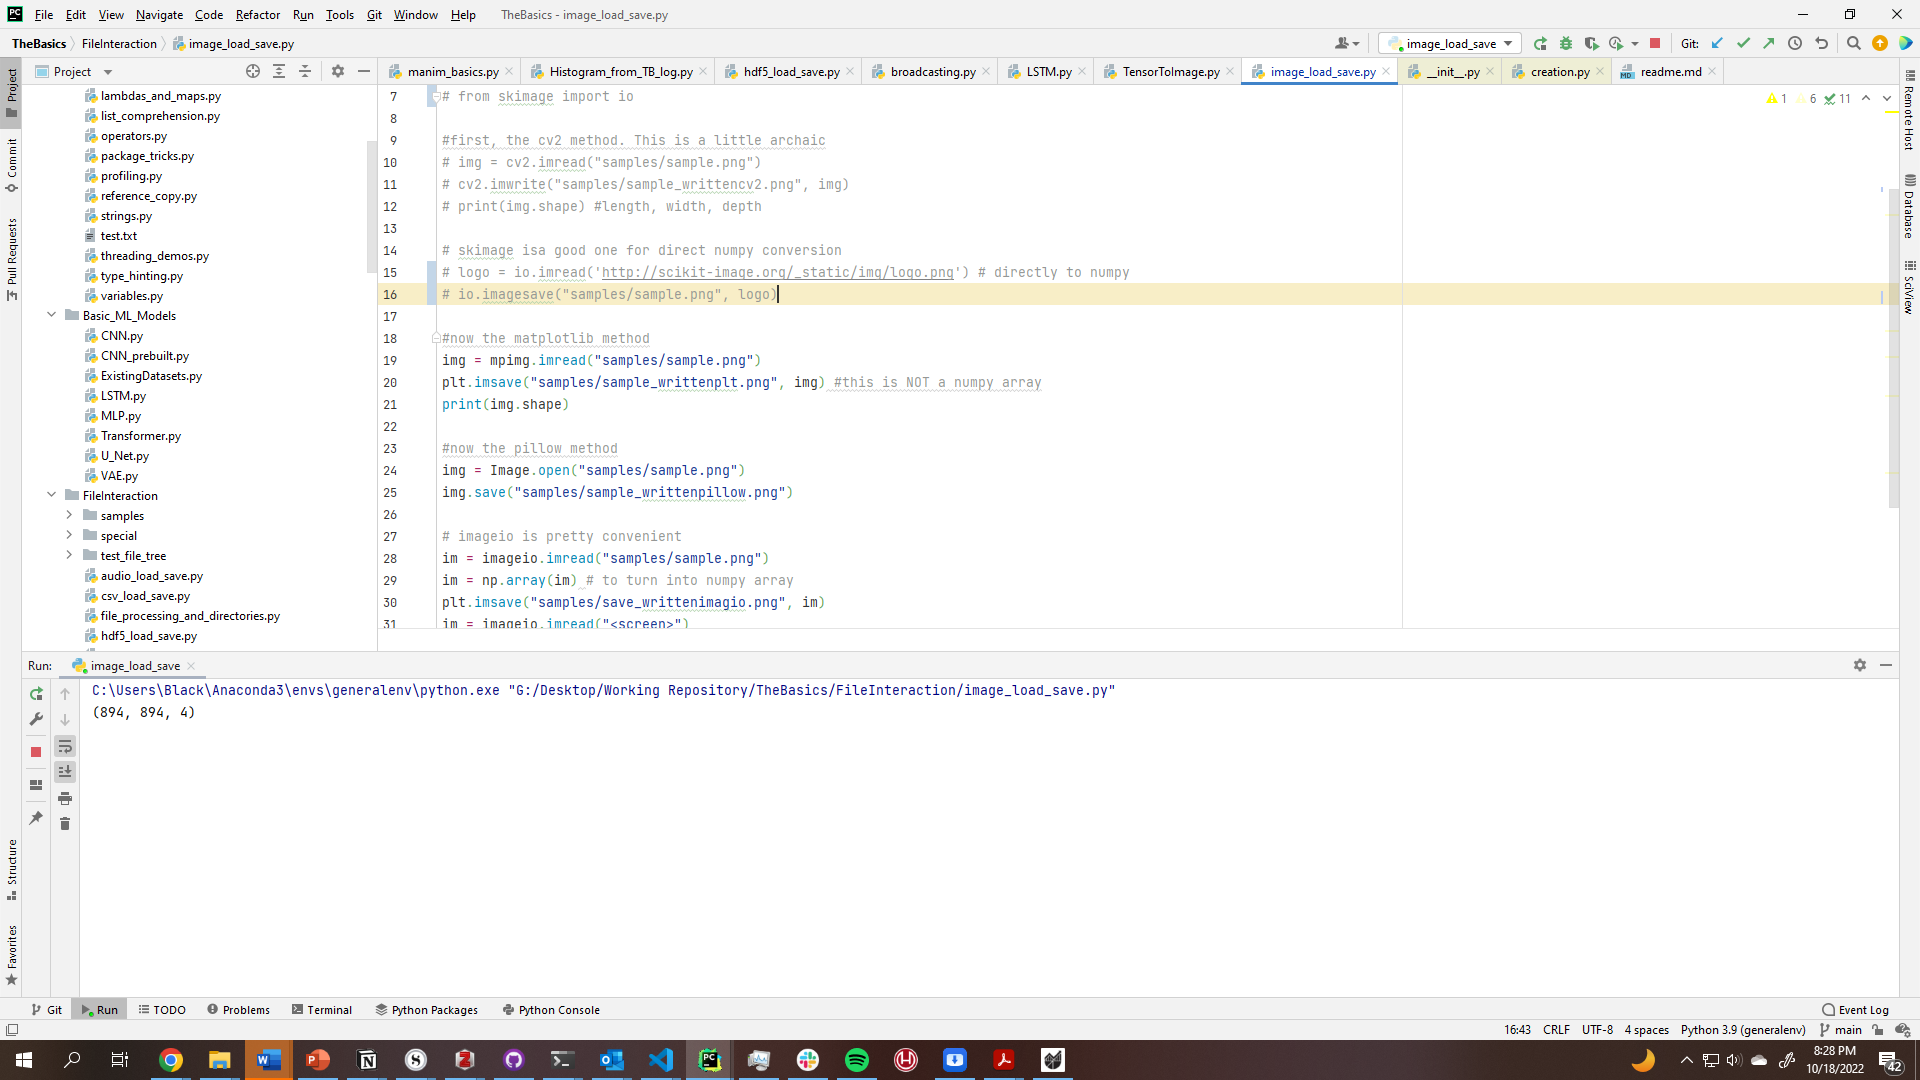 File Edit View Navigate Code Refactor Run Tools Git Window Help TheBasics - image_load_save.py
TheBasics FileInteraction image_load_save.py image_load_save Git:
Project
manim_basics.py Histogram_from_TB_log.py hdf5_load_save.py broadcasting.py LSTM.py TensorToImage.py image_load_save.py __init__.py creation.py readme.md
Project
Commit
Pull Requests
Structure
Favorites
lambdas_and_maps.py
list_comprehension.py
operators.py
package_tricks.py
profiling.py
reference_copy.py
strings.py
test.txt
threading_demos.py
type_hinting.py
variables.py
Basic_ML_Models
CNN.py
CNN_prebuilt.py
ExistingDatasets.py
LSTM.py
MLP.py
Transformer.py
U_Net.py
VAE.py
FileInteraction
samples
special
test_file_tree
audio_load_save.py
csv_load_save.py
file_processing_and_directories.py
hdf5_load_save.py
1 6 11
7 # from skimage import io
8
9 #first, the cv2 method. This is a little archaic
10 # img = cv2.imread("samples/sample.png")
11 # cv2.imwrite("samples/sample_writtencv2.png", img)
12 # print(img.shape) #length, width, depth
13
14 # skimage isa good one for direct numpy conversion
15 # logo = io.imread('http://scikit-image.org/_static/img/logo.png') # directly to numpy
16 # io.imagesave("samples/sample.png", logo)
17
18 #now the matplotlib method
19 img = mpimg.imread("samples/sample.png")
20 plt.imsave("samples/sample_writtenplt.png", img) #this is NOT a numpy array
21 print(img.shape)
22
23 #now the pillow method
24 img = Image.open("samples/sample.png")
25 img.save("samples/sample_writtenpillow.png")
26
27 # imageio is pretty convenient
28 im = imageio.imread("samples/sample.png")
29 im = np.array(im) # to turn into numpy array
30 plt.imsave("samples/save_writtenimagio.png", im)
31 im = imageio.imread("<screen>")
Remote Host
Database
SciView
Run: image_load_save
C:\Users\Black\Anaconda3\envs\generalenv\python.exe "G:/Desktop/Working Repository/TheBasics/FileInteraction/image_load_save.py"
(894, 894, 4)
Git Run TODO Problems Terminal Python Packages Python Console Event Log
16:43 CRLF UTF-8 4 spaces Python 3.9 (generalenv) main
8:28 PM
10/18/2022
42